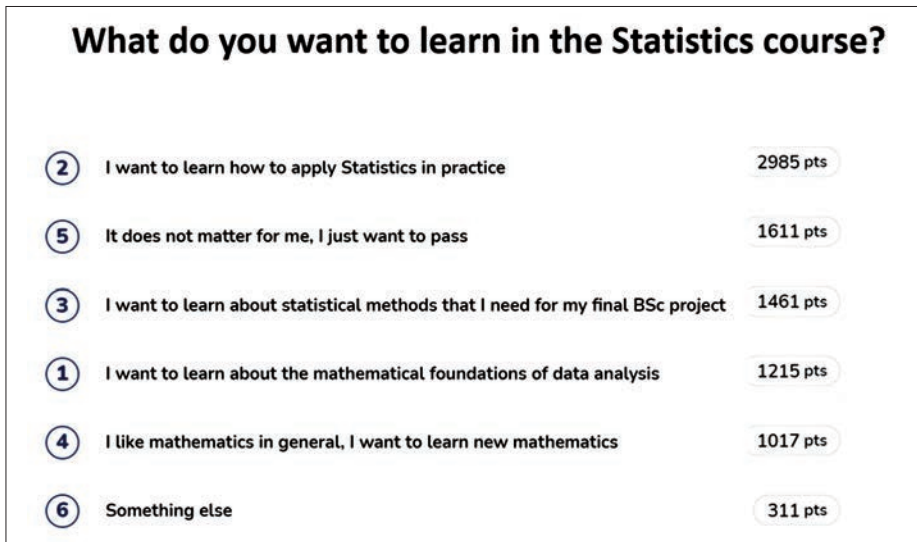 What do you want to learn in the Statistics course?
2 I want to learn how to apply Statistics in practice 2985 pts
5 It does not matter for me, I just want to pass 1611 pts
3 I want to learn about statistical methods that I need for my final BSc project 1461 pts
1 I want to learn about the mathematical foundations of data analysis 1215 pts
4 I like mathematics in general, I want to learn new mathematics 1017 pts
6 Something else 311 pts